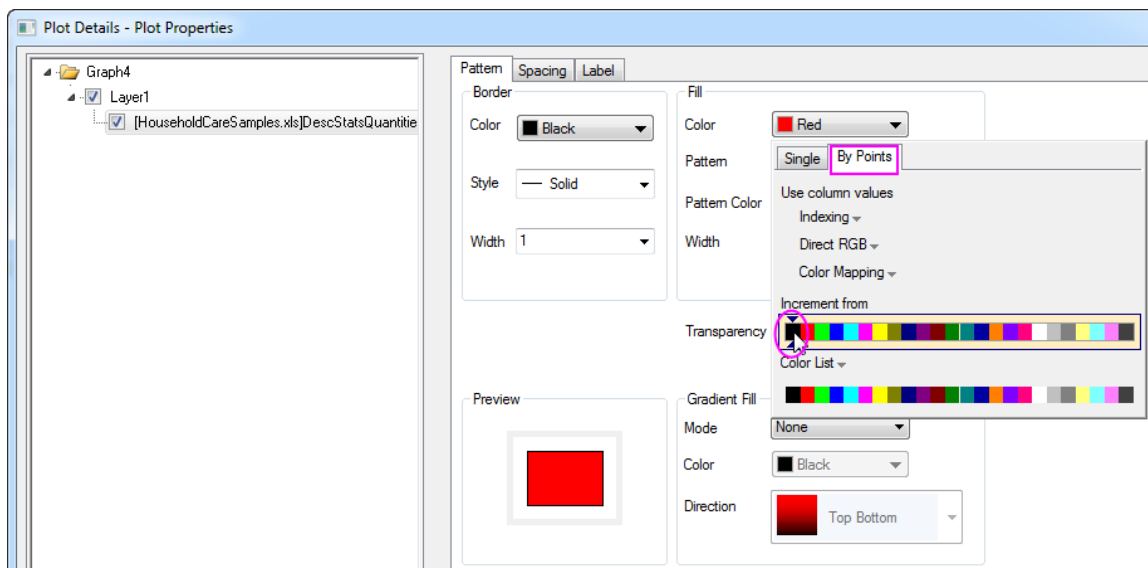 Plot Details - Plot Properties
Graph4
Layer1
[HouseholdCareSamples.xls]DescStatsQuantitie
Pattern Spacing Label
Border
Color Black
Style Solid
Width 1
Fill
Color Red
Pattern
Pattern Color
Width
Single By Points
Use column values
Indexing
Direct RGB
Color Mapping
Increment from
Color List
Transparency
Preview
Gradient Fill
Mode None
Color Black
Direction Top Bottom